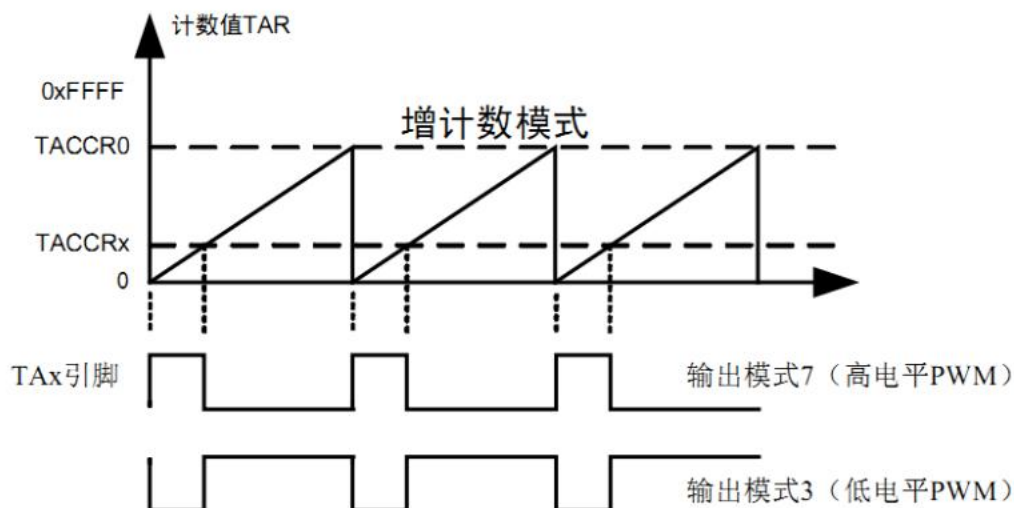 计数值TAR
0xFFFF
增计数模式
TACCR0
TACCRx
0
TAx引脚
输出模式7（高电平PWM）
输出模式3（低电平PWM）